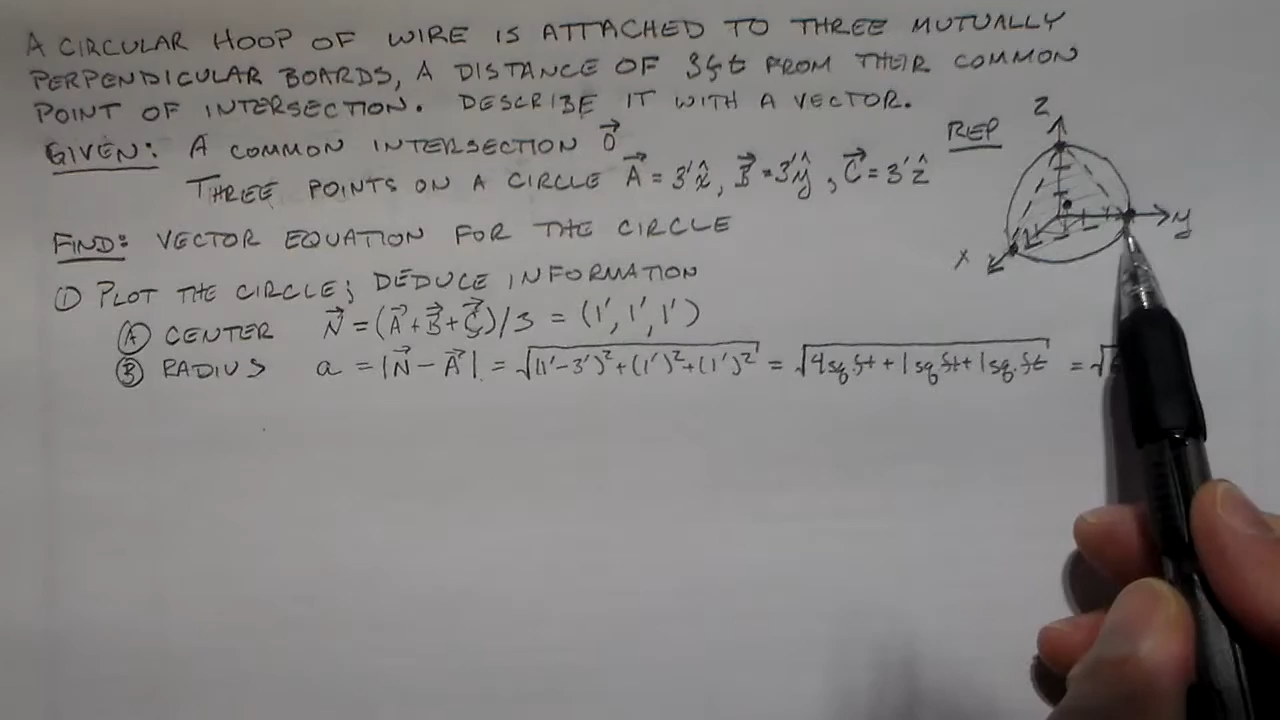 A CIRCULAR HOOP OF WIRE IS ATTACHED TO THREE MUTUALLY
PERPENDICULAR BOARDS, A DISTANCE OF 3ft FROM THEIR COMMON
POINT OF INTERSECTION. DESCRIBE IT WITH A VECTOR.
GIVEN: A COMMON INTERSECTION O⃗
THREE POINTS ON A CIRCLE A⃗ = 3'x̂, B⃗ = 3'ŷ, C⃗ = 3'ẑ
REP
Z
y
X
FIND: VECTOR EQUATION FOR THE CIRCLE
① PLOT THE CIRCLE; DEDUCE INFORMATION
Ⓐ CENTER N⃗ = (A⃗ + B⃗ + C⃗)/3 = (1', 1', 1')
Ⓑ RADIUS a = |N⃗ − A⃗| = √(1'−3')²+(1')²+(1')² = √4sq.ft + 1sq.ft + 1sq.ft = √